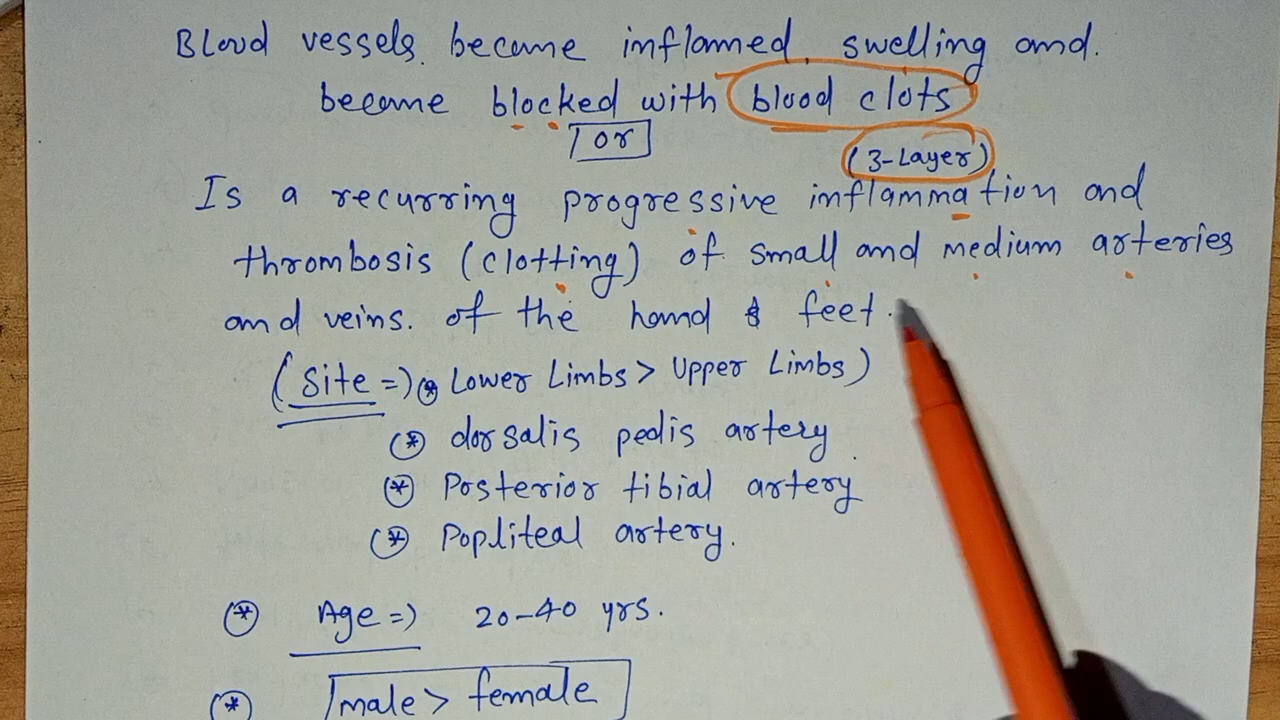 Blood vessels become inflamed, swelling and.
become blocked with blood clots
or
(3-Layer)
Is a recurring progressive inflammation and
thrombosis (clotting) of small and medium arteries
and veins. of the hand & feet.
(Site =) * Lower Limbs > Upper Limbs)
* dorsalis pedis artery
* Posterior tibial artery
* Popliteal artery.
* Age =) 20-40 yrs.
* male > female